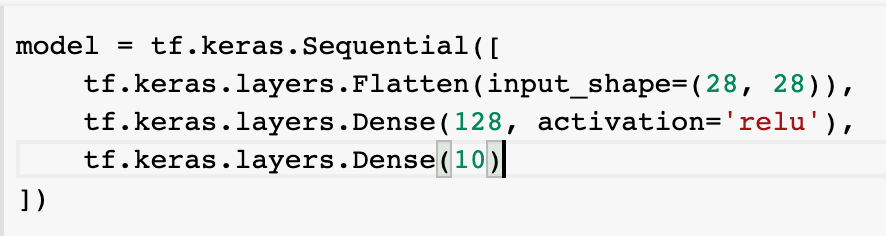 model = tf.keras.Sequential([
    tf.keras.layers.Flatten(input_shape=(28, 28)),
    tf.keras.layers.Dense(128, activation='relu'),
    tf.keras.layers.Dense(10)
])